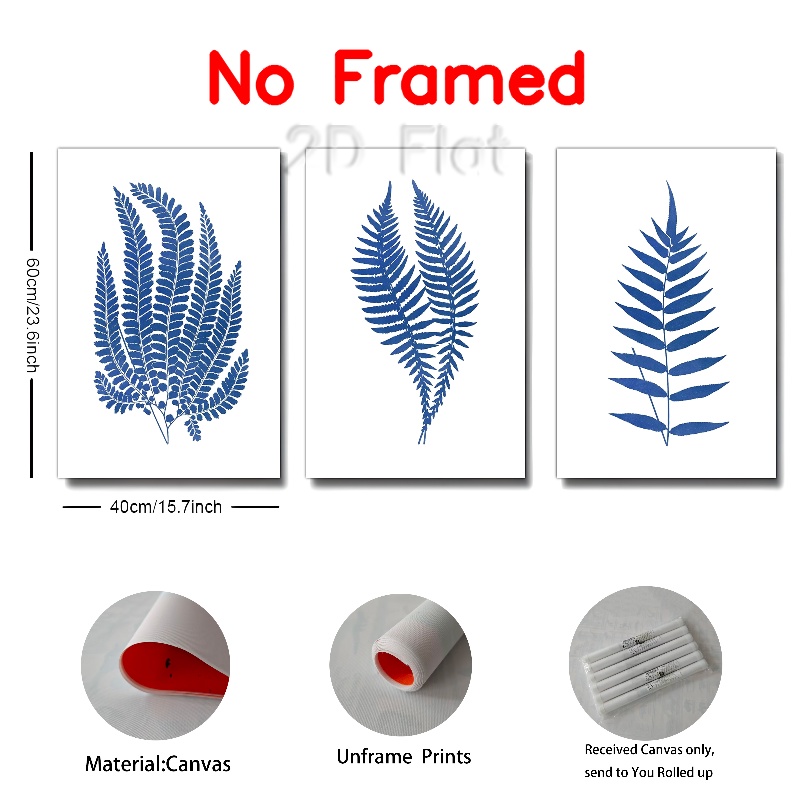 No Framed
2D Flat
60cm/23.6inch
40cm/15.7inch
Material:Canvas
Unframe Prints
Received Canvas only,
send to You Rolled up